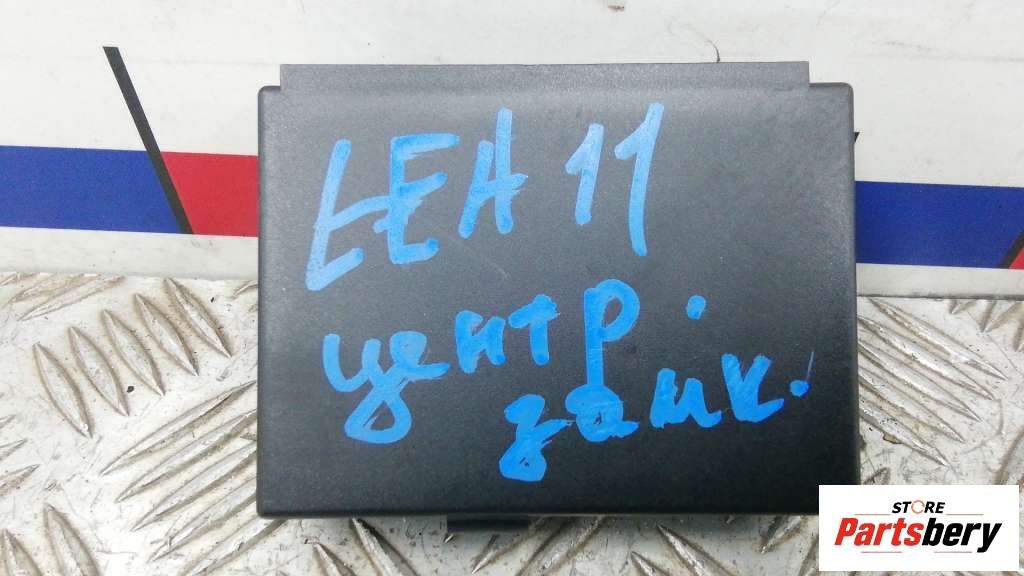 LEA 11
центр.
замк.
STORE
Partsbery